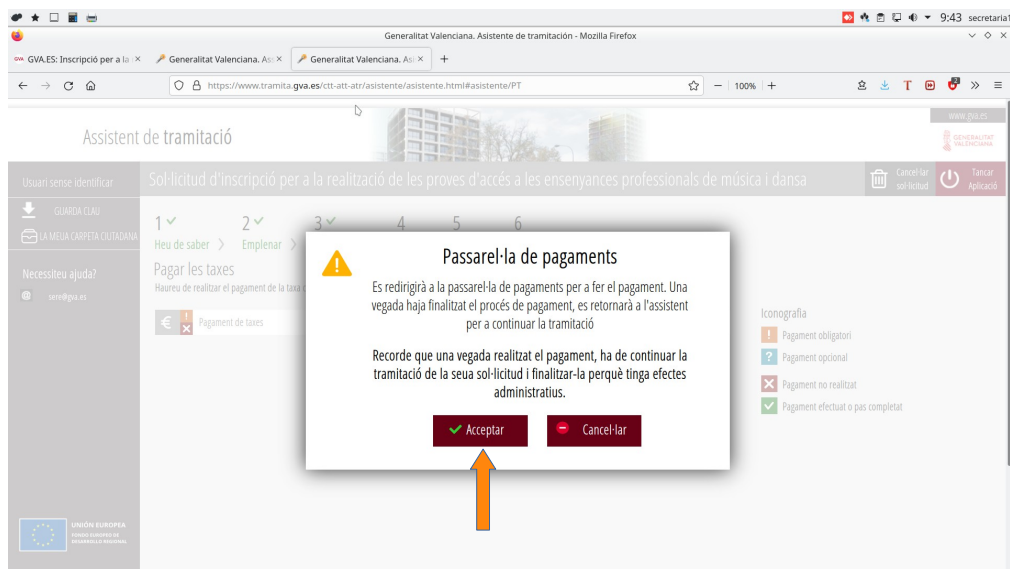 9:43 secretaria1
Generalitat Valenciana. Asistente de tramitación - Mozilla Firefox
GVA.ES: Inscripció per a la
Generalitat Valenciana. Asi
Generalitat Valenciana. Asi
https://www.tramita.gva.es/ctt-att-atr/asistente/asistente.html#asistente/PT
100%
www.gva.es
Assistent de tramitació
GENERALITAT
VALENCIANA
Usuari sense identificar
Sol·licitud d'inscripció per a la realització de les proves d'accés a les ensenyances professionals de música i dansa
Cancel·lar
sol·licitud
Tancar
Aplicació
GUARDA CLAU
LA MEUA CARPETA CIUTADANA
Necessiteu ajuda?
1 2 3 4 5 6
Heu de saber Emplenar
Pagar les taxes
Haureu de realitzar el pagament de la taxa
Pagament de taxes
Passarel·la de pagaments
Es redirigirà a la passarel·la de pagaments per a fer el pagament. Una
vegada haja finalitzat el procés de pagament, es retornarà a l'assistent
per a continuar la tramitació
Recorde que una vegada realitzat el pagament, ha de continuar la
tramitació de la seua sol·licitud i finalitzar-la perquè tinga efectes
administratius.
Acceptar
Cancel·lar
Iconografia
Pagament obligatori
Pagament opcional
Pagament no realitzat
Pagament efectuat o pas completat
UNIÓN EUROPEA
FONDO EUROPEO DE
DESARROLLO REGIONAL